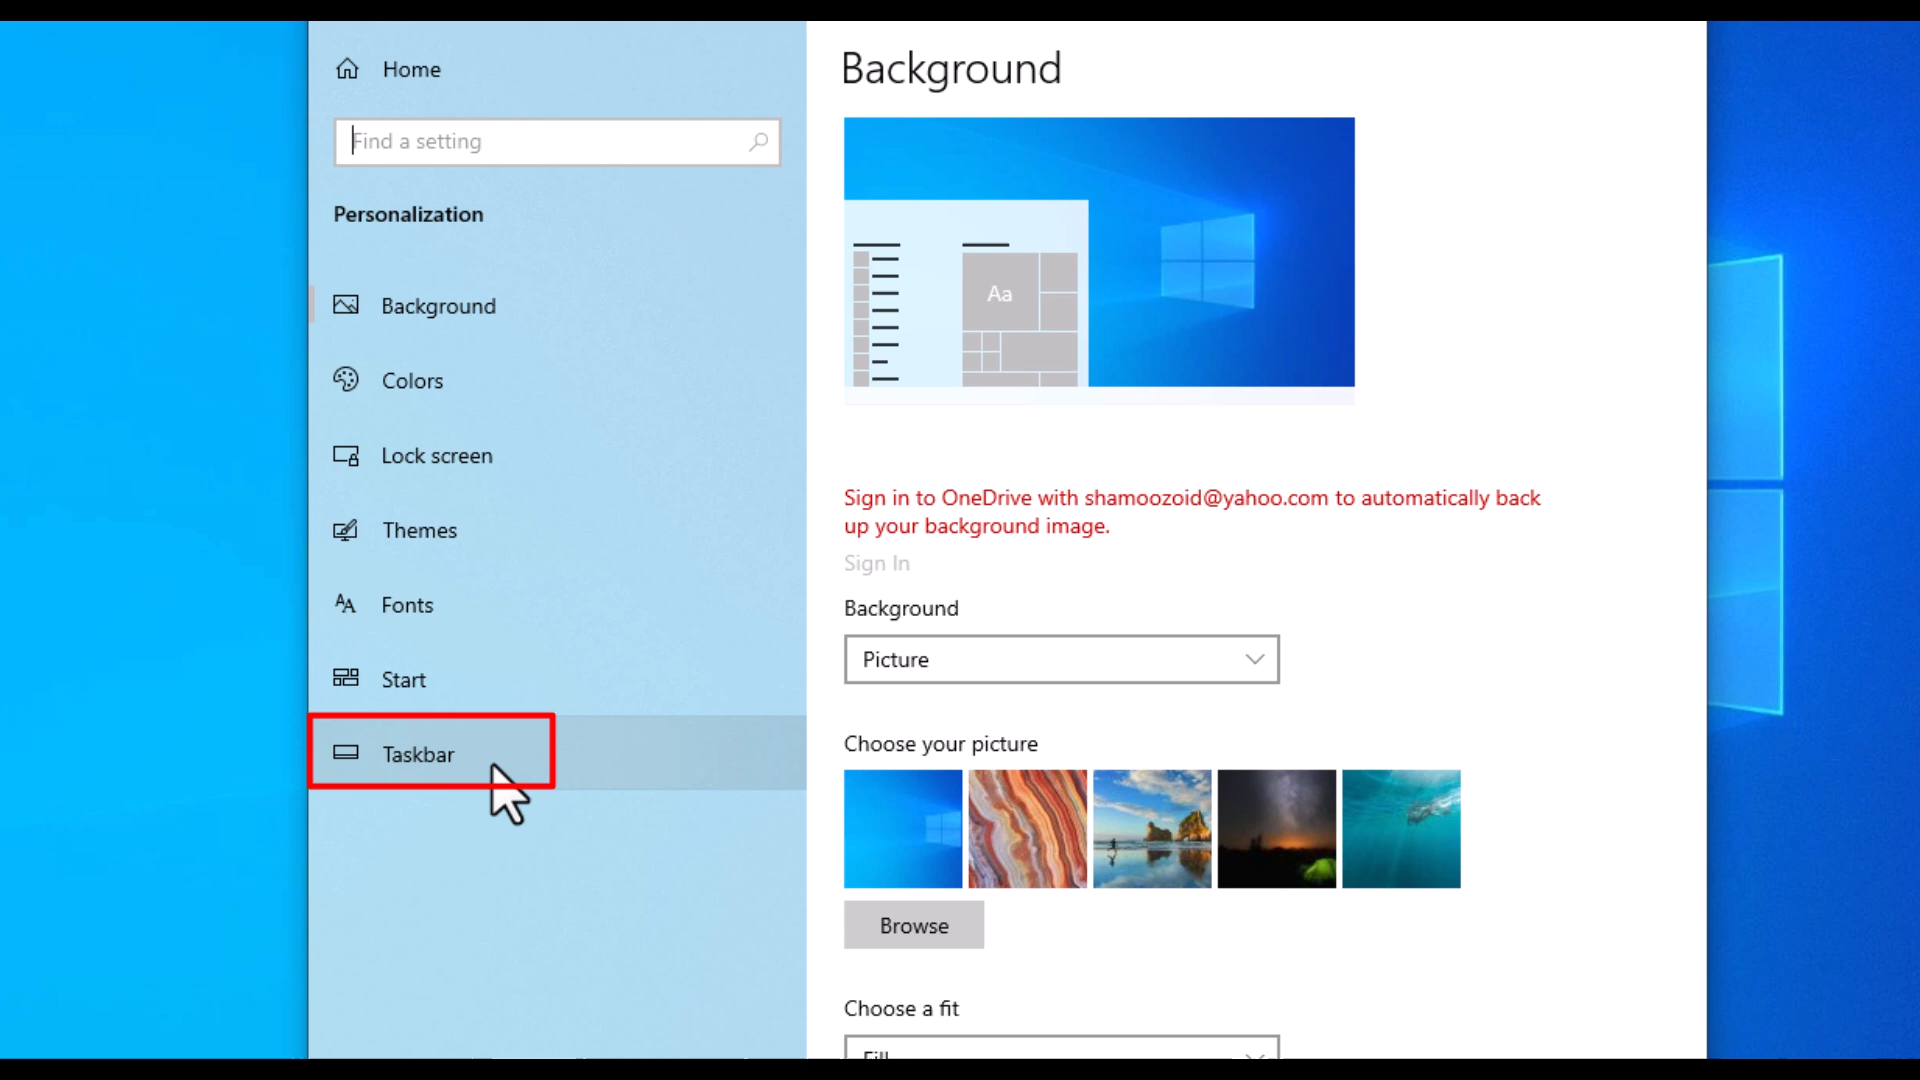 Home
Find a setting
Personalization
Background
Colors
Lock screen
Themes
Fonts
Start
Taskbar
Background
Aa
Sign in to OneDrive with shamoozoid@yahoo.com to automatically back
up your background image.
Sign In
Background
Picture
Choose your picture
Browse
Choose a fit
Fill